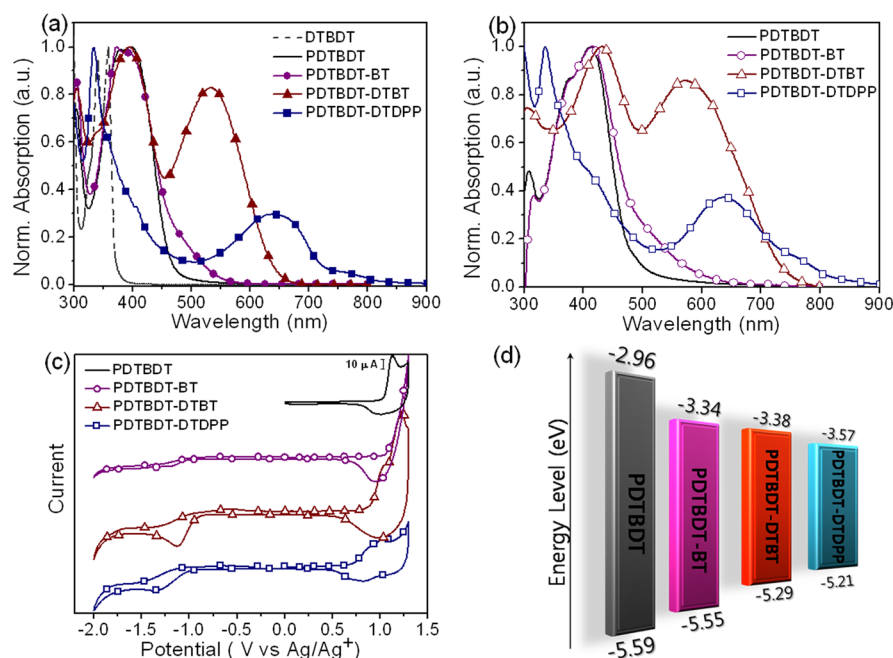 (a)
DTBDT
PDTBDT
PDTBDT-BT
PDTBDT-DTBT
PDTBDT-DTDPP
Norm. Absorption (a.u.)
1.0
0.8
0.6
0.4
0.2
0.0
300 400 500 600 700 800 900
Wavelength (nm)
(b)
PDTBDT
PDTBDT-BT
PDTBDT-DTBT
PDTBDT-DTDPP
Norm. Absorption (a.u.)
1.0
0.8
0.6
0.4
0.2
0.0
300 400 500 600 700 800 900
Wavelength (nm)
(c)
PDTBDT
PDTBDT-BT
PDTBDT-DTBT
PDTBDT-DTDPP
10 μA
Current
-2.0 -1.5 -1.0 -0.5 0.0 0.5 1.0 1.5
Potential ( V vs Ag/Ag+)
(d)
Energy Level (eV)
-2.96
-3.34
-3.38
-3.57
PDTBDT
PDTBDT-BT
PDTBDT-DTBT
PDTBDT-DTDPP
-5.59
-5.55
-5.29
-5.21